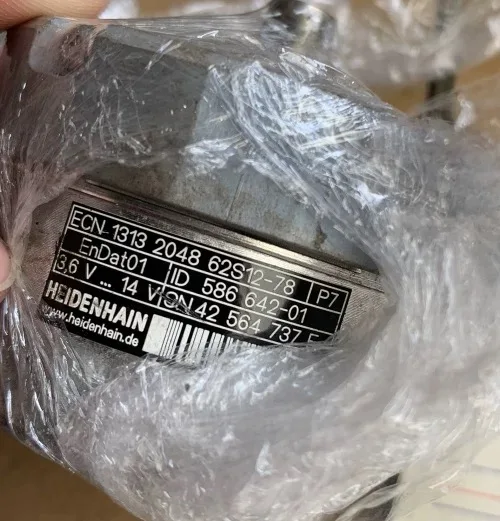 ECN 1313 2048 62S12-78 P7
EnDat01 ID 586 642-01
3,6 V ... 14 V SN 42 564 737
HEIDENHAIN
www.heidenhain.de